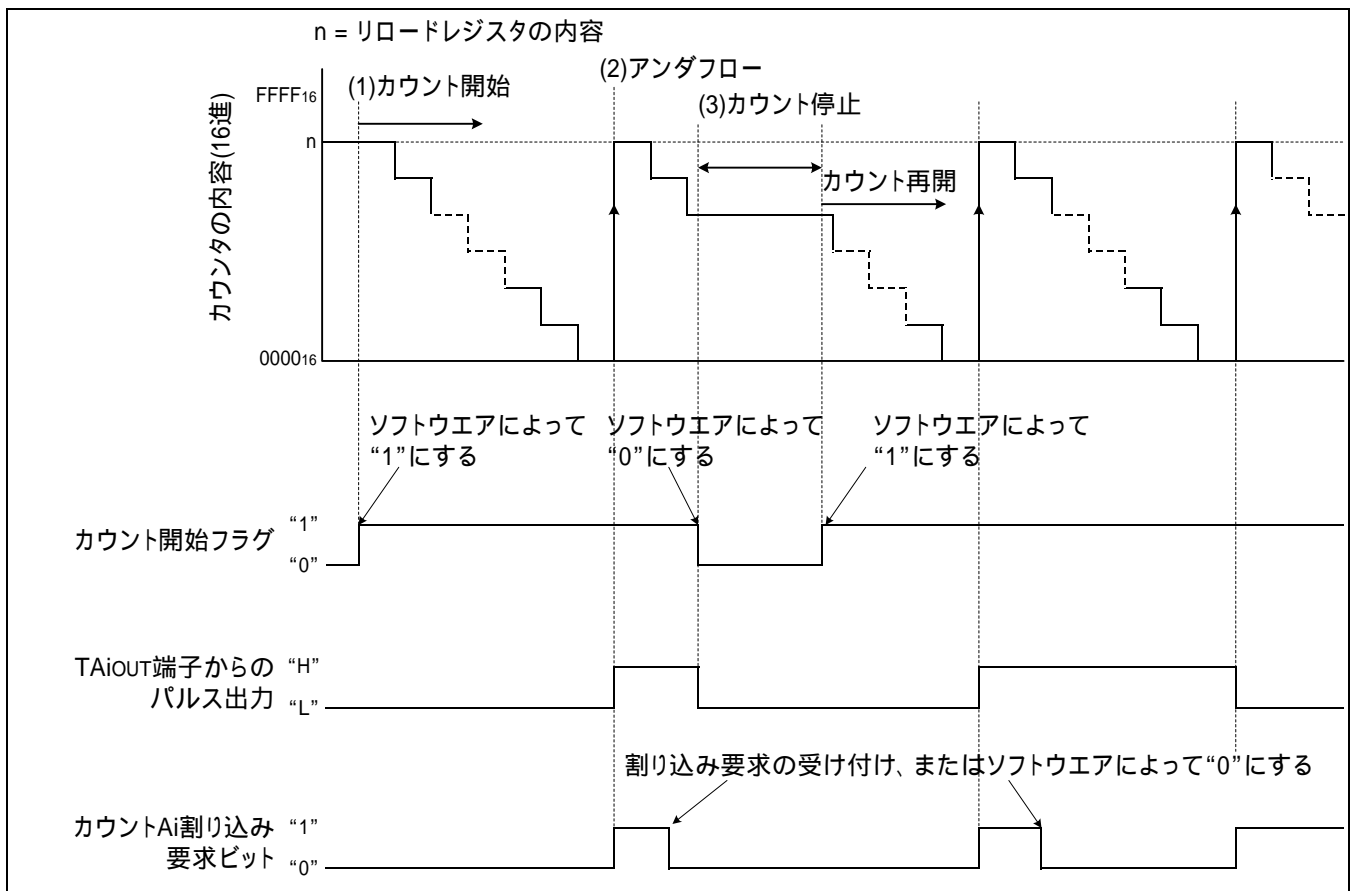 n = リロードレジスタの内容
(2)アンダフロー
(1)カウント開始
(3)カウント停止
FFFF16
n
カウント再開
カウンタの内容(16進)
000016
ソフトウエアによって
“1”にする
ソフトウエアによって
“0”にする
ソフトウエアによって
“1”にする
カウント開始フラグ
“1”
“0”
TAiOUT端子からの
パルス出力
“H”
“L”
割り込み要求の受け付け、またはソフトウエアによって“0”にする
カウントAi割り込み
要求ビット
“1”
“0”